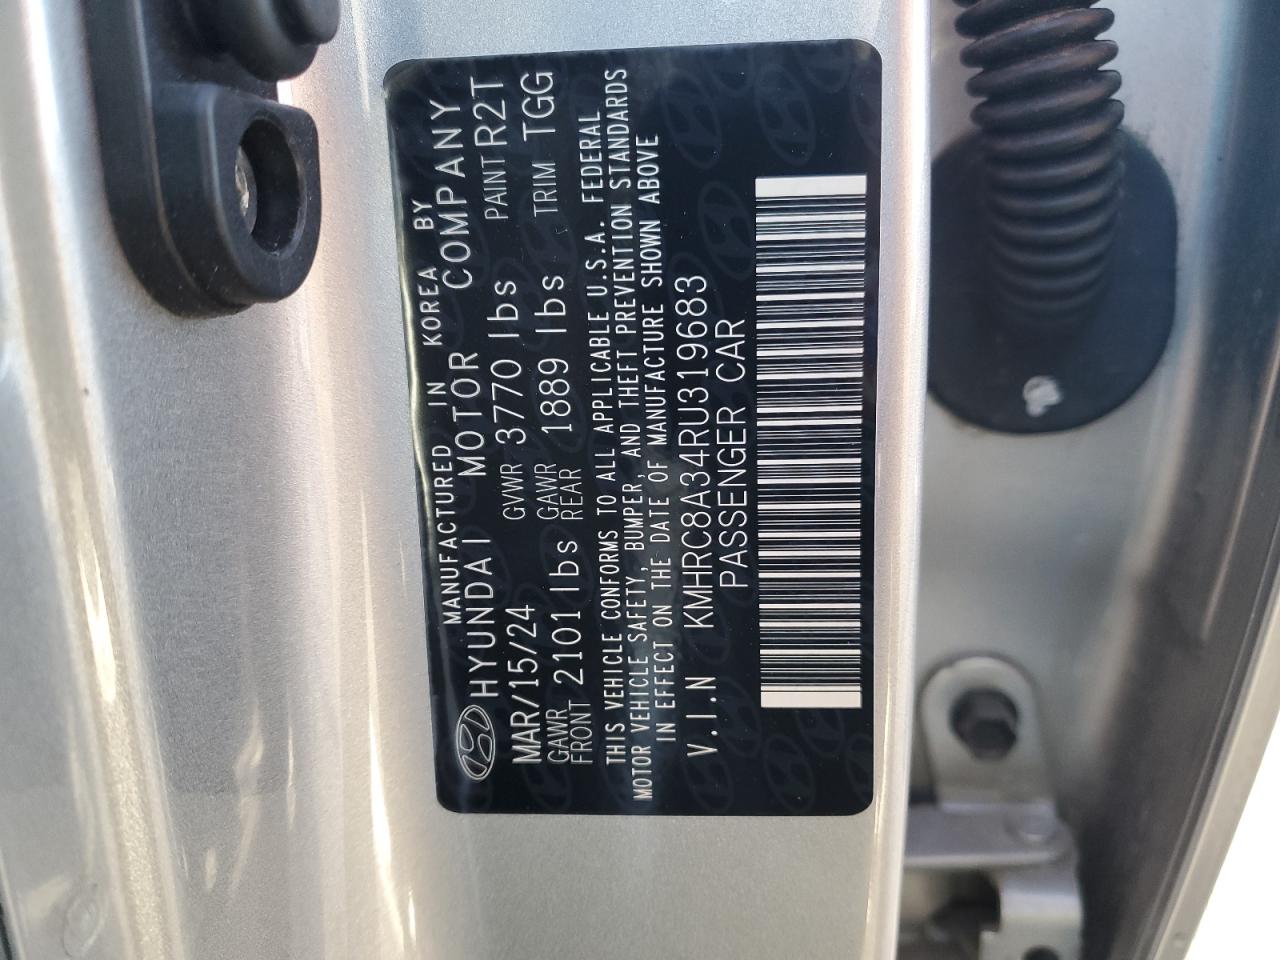 MANUFACTURED IN KOREA BY
HYUNDAI MOTOR COMPANY
MAR/15/24 GVWR 3770 lbs PAINT R2T
GAWR FRONT 2101 lbs GAWR REAR 1889 lbs TRIM TGG
THIS VEHICLE CONFORMS TO ALL APPLICABLE U.S.A. FEDERAL
MOTOR VEHICLE SAFETY, BUMPER, AND THEFT PREVENTION STANDARDS
IN EFFECT ON THE DATE OF MANUFACTURE SHOWN ABOVE
V.I.N KMHRC8A34RU319683
PASSENGER CAR